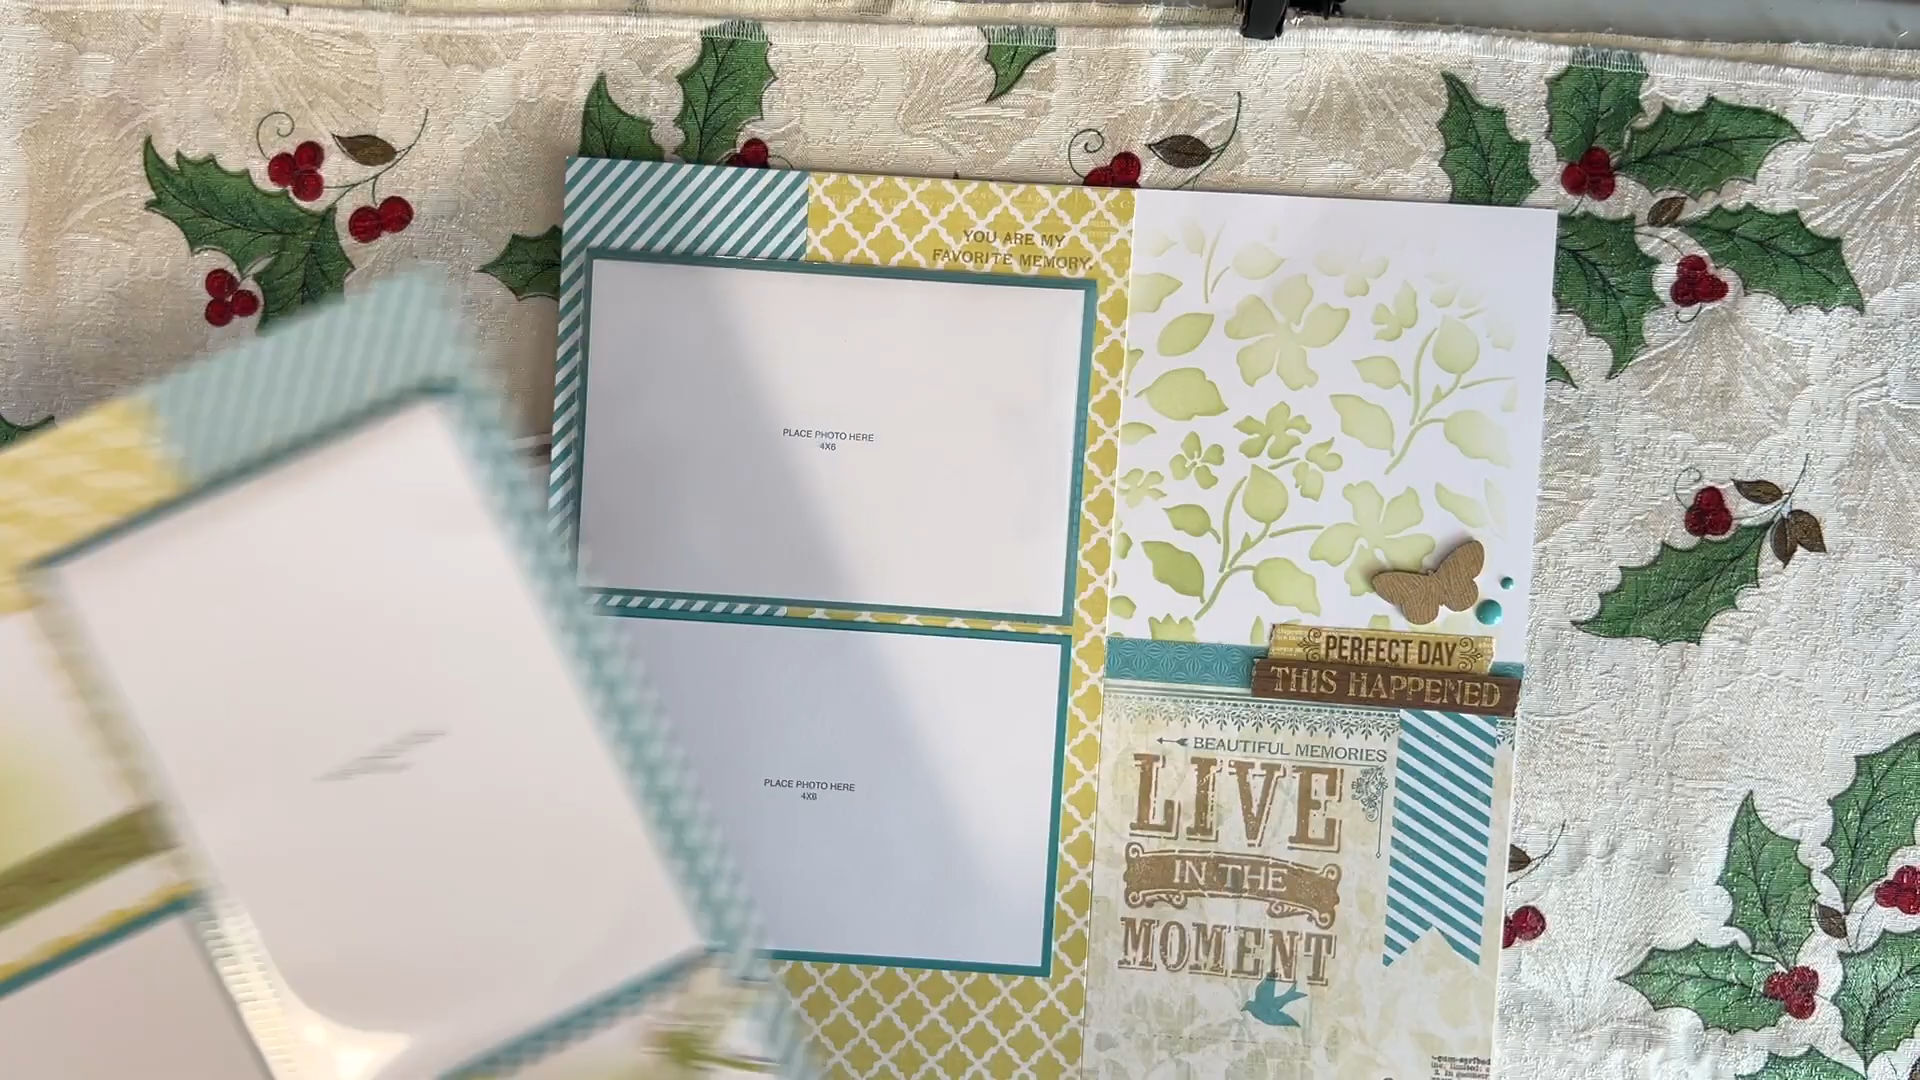 YOU ARE MY
FAVORITE MEMORY.
PLACE PHOTO HERE
4X6
PERFECT DAY
THIS HAPPENED
BEAUTIFUL MEMORIES
LIVE
IN THE
MOMENT
PLACE PHOTO HERE
4X6